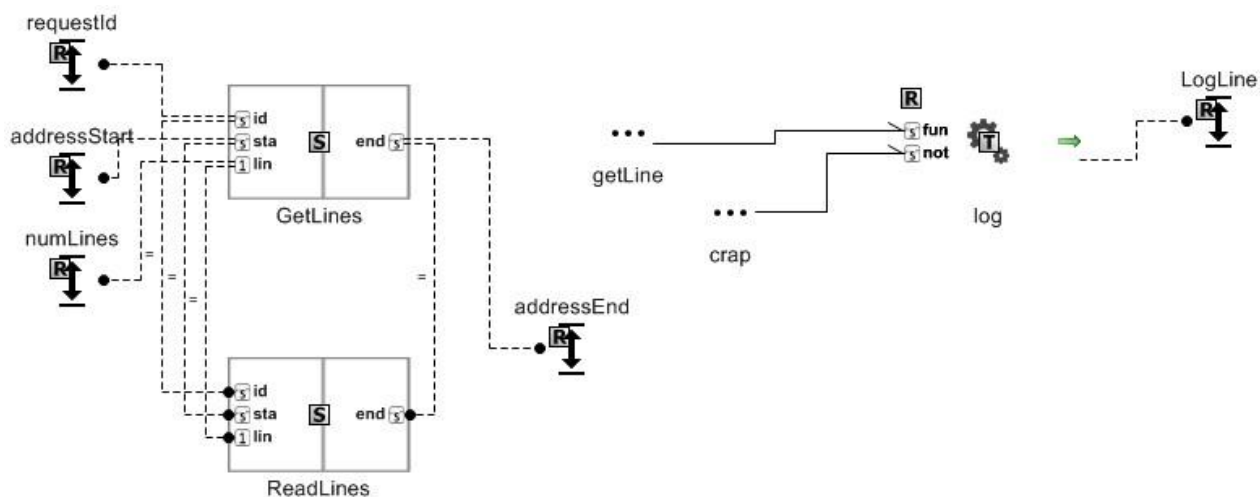 requestId
R
addressStart
R
numLines
R
s id
s sta
1 lin
S
end s
GetLines
=
=
=
=
s id
s sta
1 lin
S
end s
ReadLines
addressEnd
R
getLine
crap
R
s fun
s not
T
log
LogLine
R